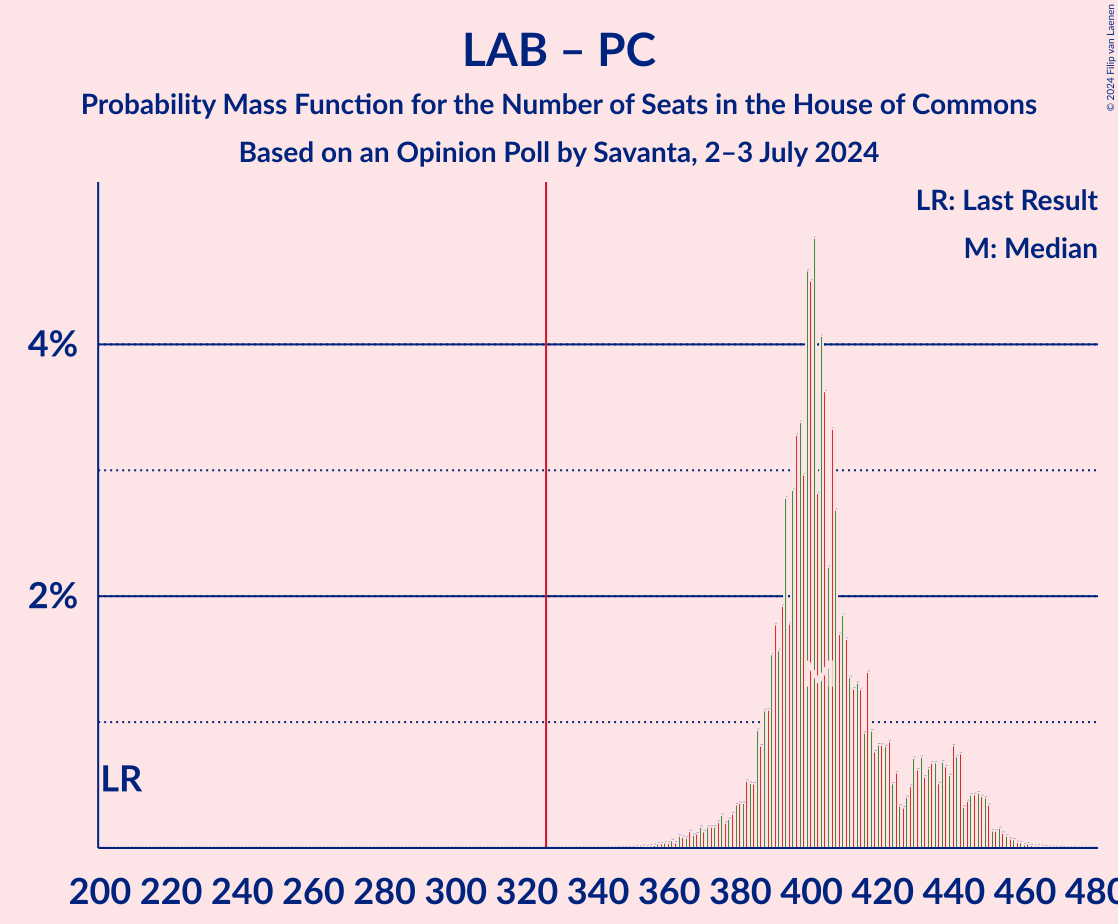 LAB – PC
Probability Mass Function for the Number of Seats in the House of Commons
Based on an Opinion Poll by Savanta, 2–3 July 2024
© 2024 Filip van Laenen
LR: Last Result
M: Median
4%
2%
LR
200 220 240 260 280 300 320 340 360 380 400 420 440 460 480